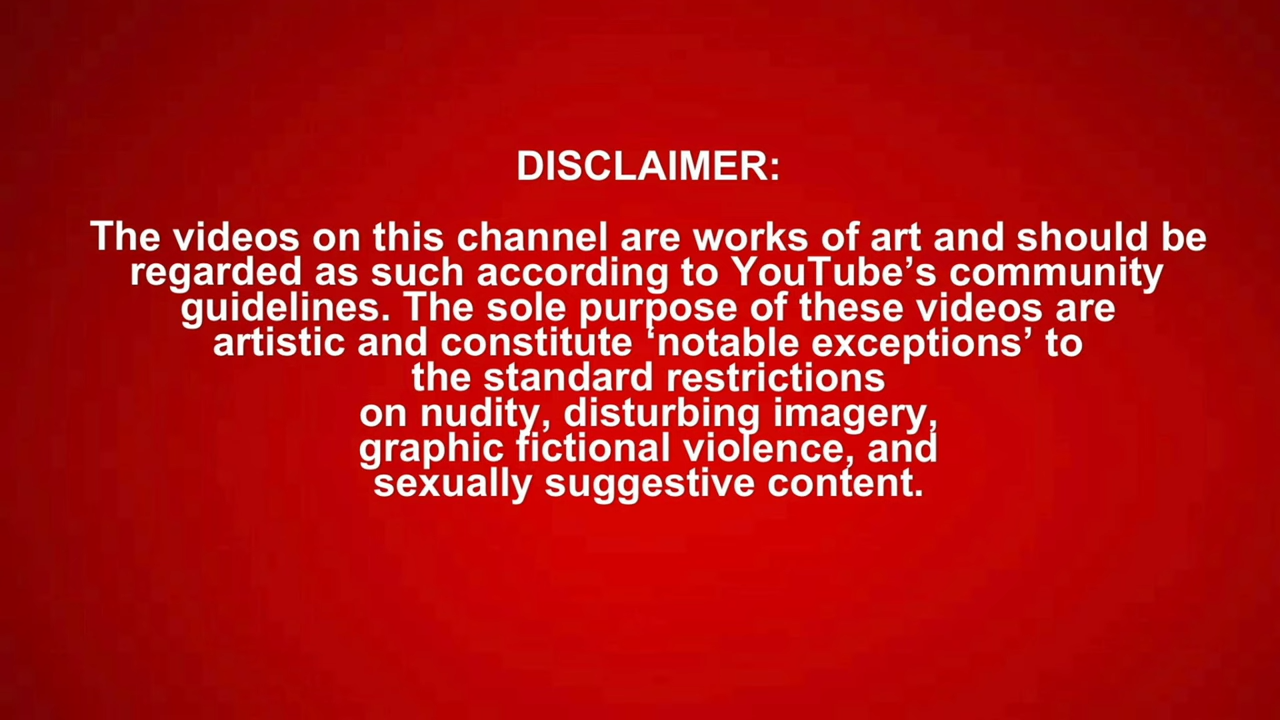 DISCLAIMER:
The videos on this channel are works of art and should be
regarded as such according to YouTube’s community
guidelines. The sole purpose of these videos are
artistic and constitute ‘notable exceptions’ to
the standard restrictions
on nudity, disturbing imagery,
graphic fictional violence, and
sexually suggestive content.